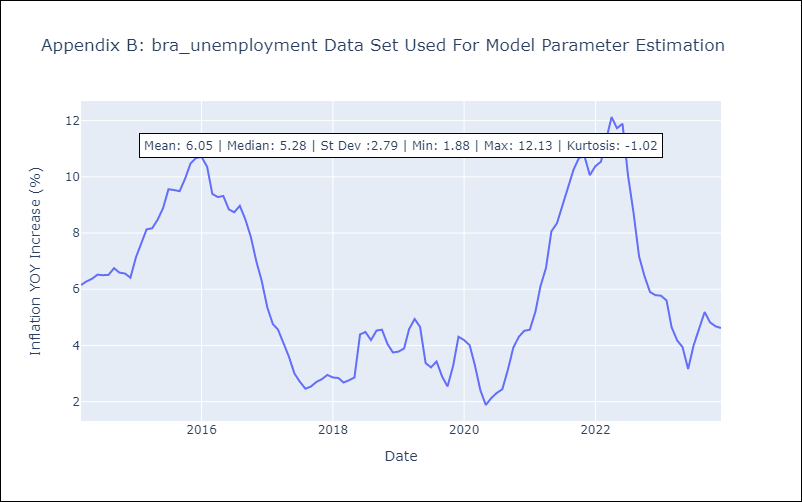 Appendix B: bra_unemployment Data Set Used For Model Parameter Estimation
Mean: 6.05 | Median: 5.28 | St Dev :2.79 | Min: 1.88 | Max: 12.13 | Kurtosis: -1.02
Inflation YOY Increase (%)
12
10
8
6
4
2
2016
2018
2020
2022
Date